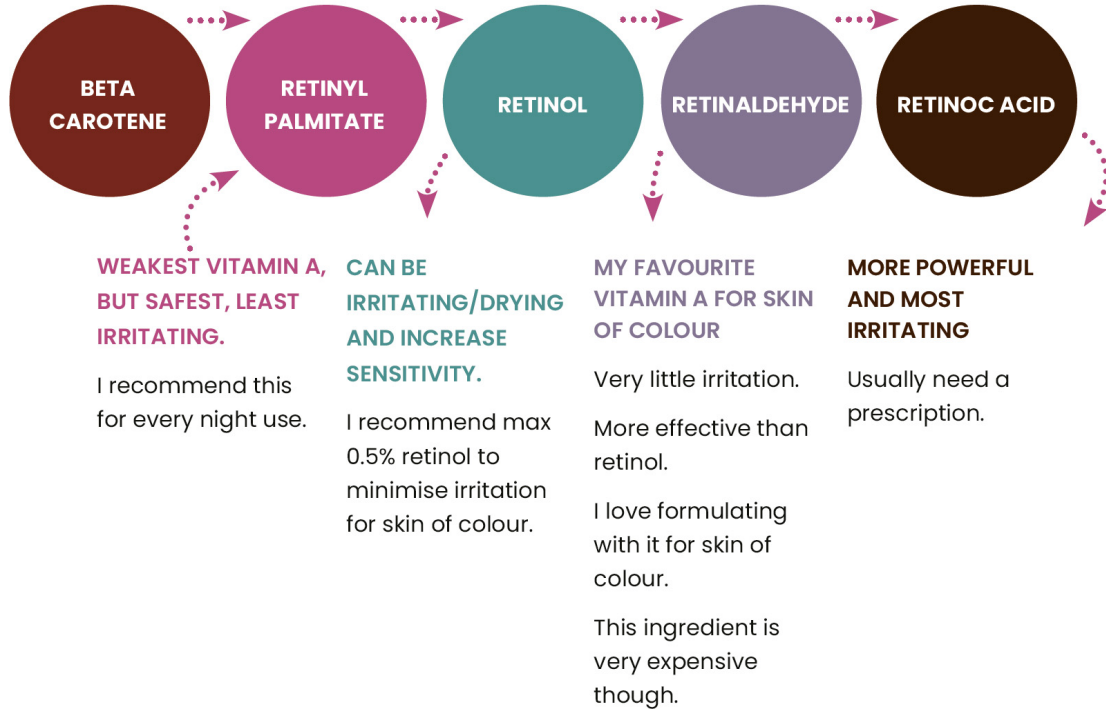 BETA
CAROTENE
RETINYL
PALMITATE
RETINOL
RETINALDEHYDE
RETINOC ACID
WEAKEST VITAMIN A,
BUT SAFEST, LEAST
IRRITATING.
I recommend this
for every night use.
CAN BE
IRRITATING/DRYING
AND INCREASE
SENSITIVITY.
I recommend max
0.5% retinol to
minimise irritation
for skin of colour.
MY FAVOURITE
VITAMIN A FOR SKIN
OF COLOUR
Very little irritation.
More effective than
retinol.
I love formulating
with it for skin of
colour.
This ingredient is
very expensive
though.
MORE POWERFUL
AND MOST
IRRITATING
Usually need a
prescription.